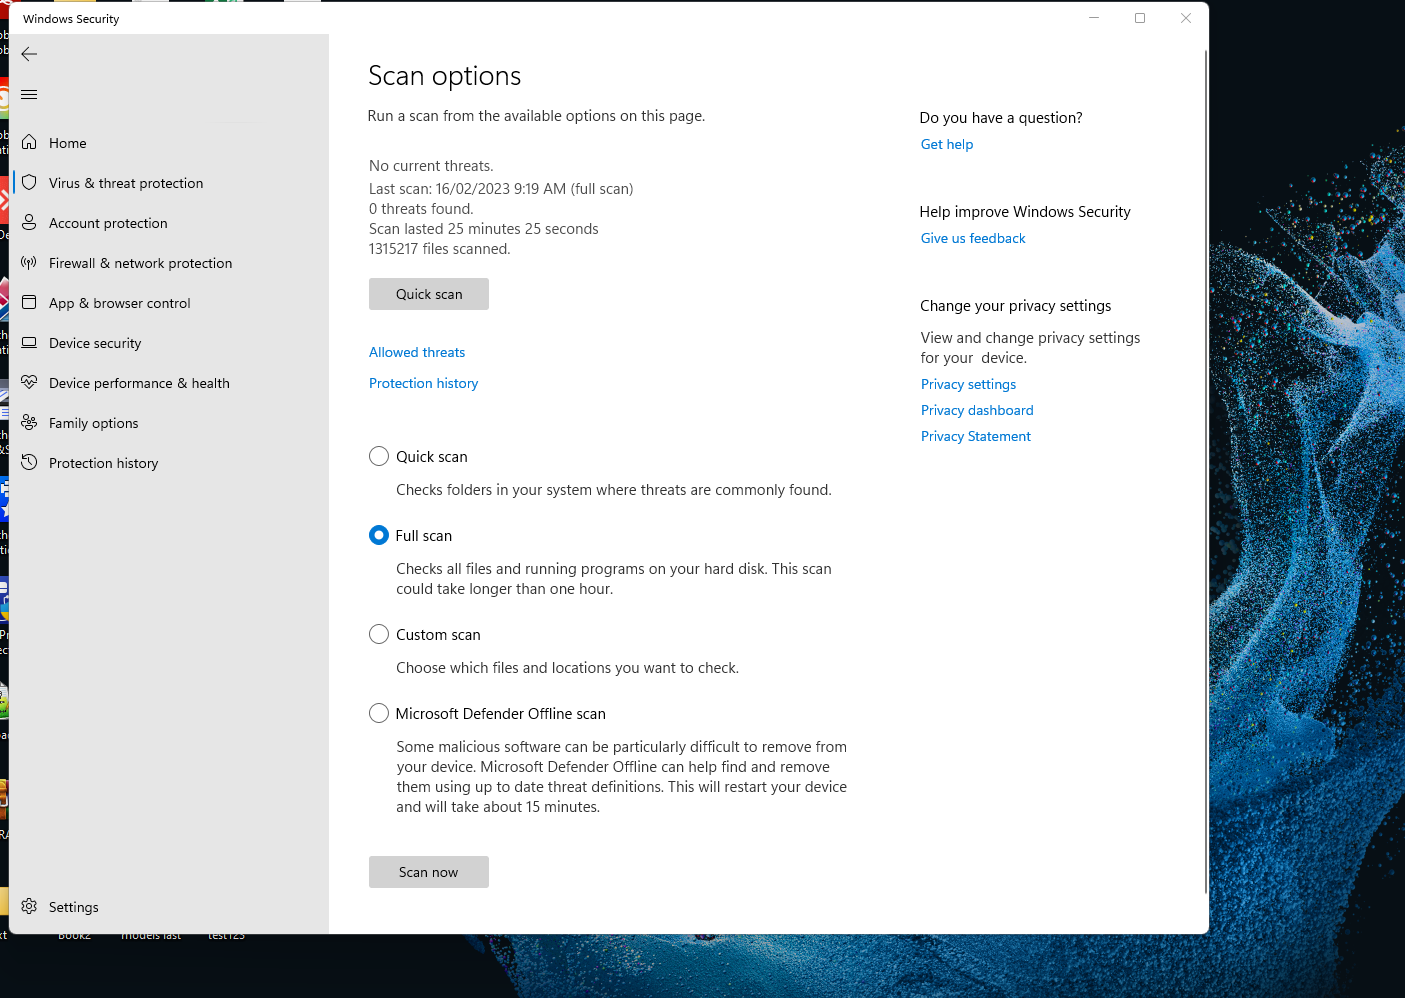 Windows Security
Home
Virus & threat protection
Account protection
Firewall & network protection
App & browser control
Device security
Device performance & health
Family options
Protection history
Settings
Scan options
Run a scan from the available options on this page.
No current threats.
Last scan: 16/02/2023 9:19 AM (full scan)
0 threats found.
Scan lasted 25 minutes 25 seconds
1315217 files scanned.
Quick scan
Allowed threats
Protection history
Quick scan
Checks folders in your system where threats are commonly found.
Full scan
Checks all files and running programs on your hard disk. This scan
could take longer than one hour.
Custom scan
Choose which files and locations you want to check.
Microsoft Defender Offline scan
Some malicious software can be particularly difficult to remove from
your device. Microsoft Defender Offline can help find and remove
them using up to date threat definitions. This will restart your device
and will take about 15 minutes.
Scan now
Do you have a question?
Get help
Help improve Windows Security
Give us feedback
Change your privacy settings
View and change privacy settings
for your  device.
Privacy settings
Privacy dashboard
Privacy Statement
Book2 models last test123